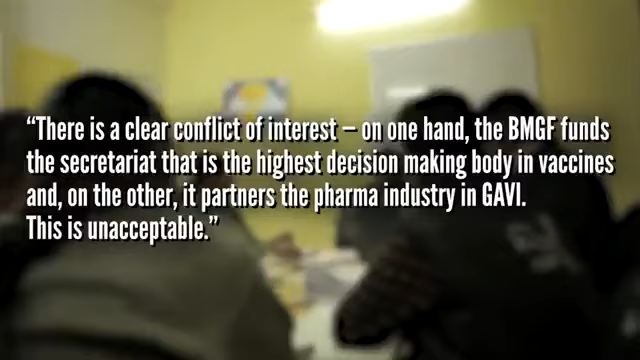 “There is a clear conflict of interest – on one hand, the BMGF funds
the secretariat that is the highest decision making body in vaccines
and, on the other, it partners the pharma industry in GAVI.
This is unacceptable.”